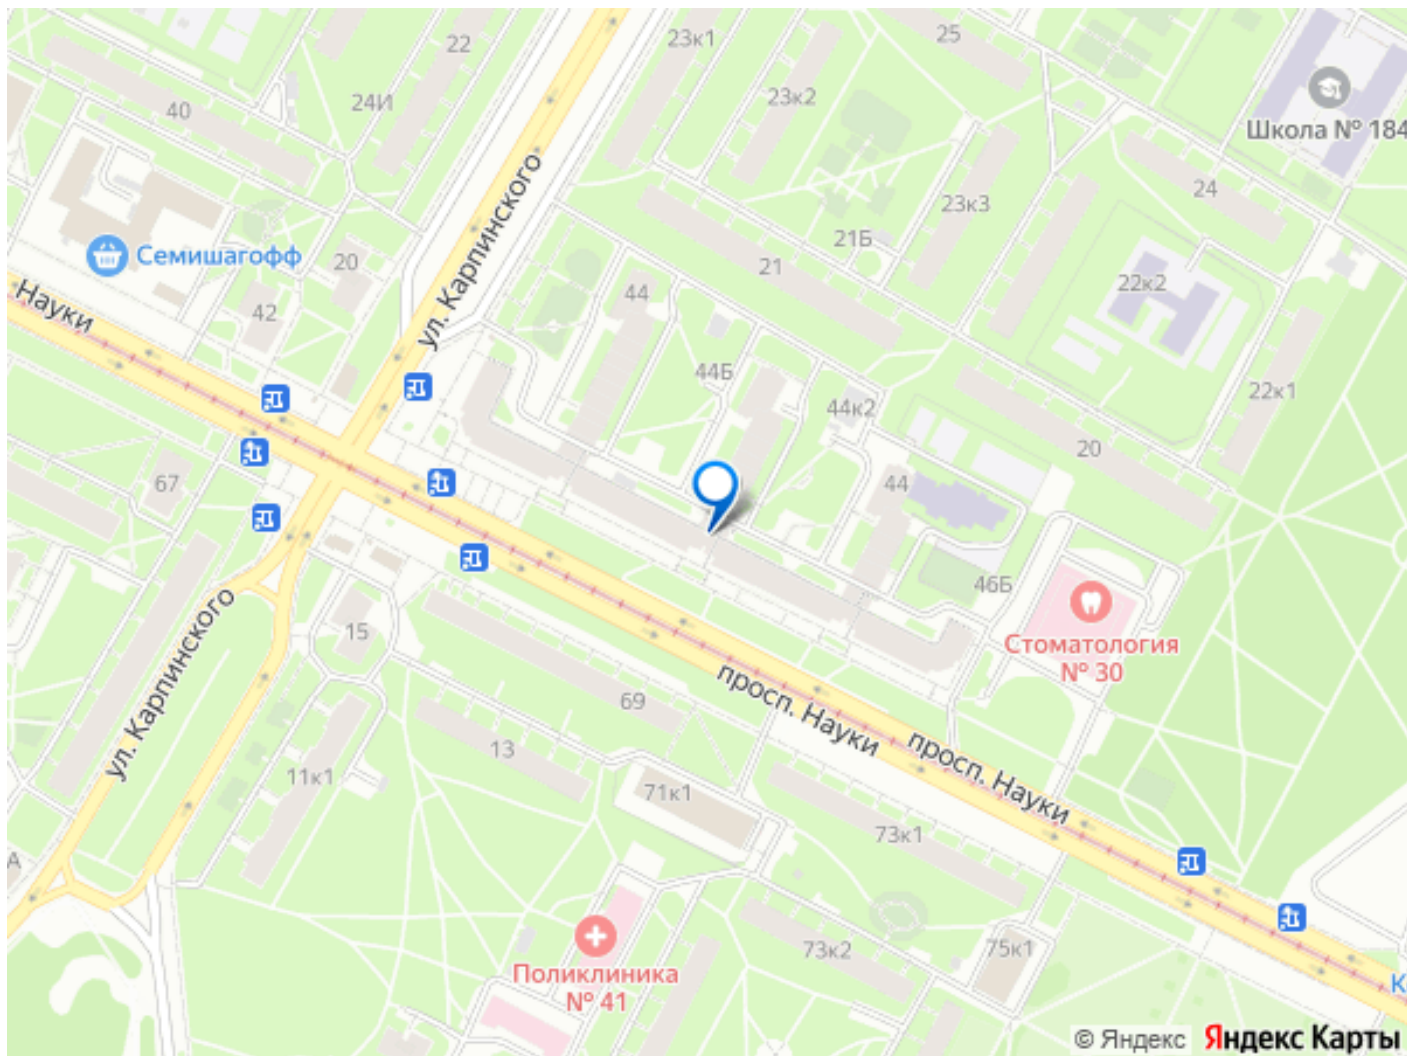 22
23к1
25
40
24И
23к2
Школа № 184
24
ул. Карпинского
23к3
Семишагофф
20
21Б
21
22к2
Науки
42
44
44Б
44к2
22к1
20
67
44
46Б
ул. Карпинского
15
Стоматология
№ 30
69
просп. Науки
просп. Науки
13
11к1
71к1
73к1
А
Поликлиника
№ 41
73к2
75к1
К
© Яндекс Яндекс Карты